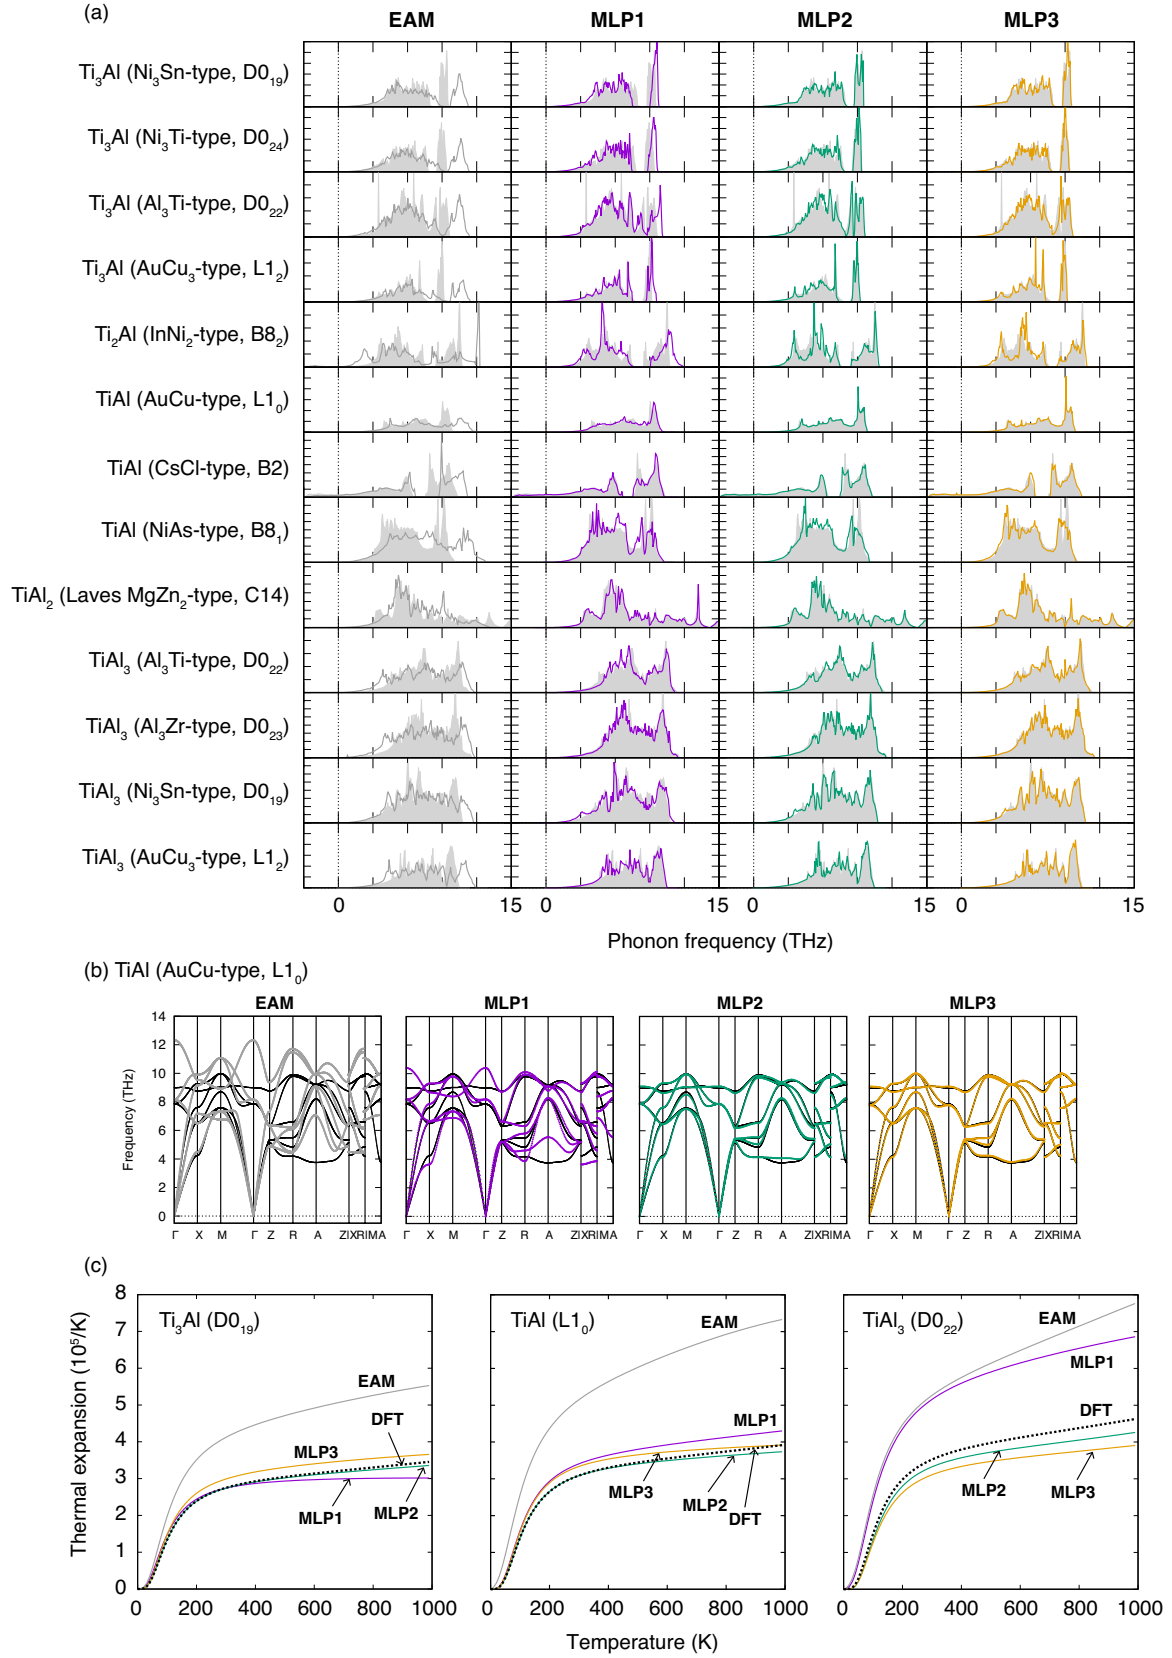 (a)
EAM MLP1 MLP2 MLP3
Ti₃Al (Ni₃Sn-type, D0₁₉)
Ti₃Al (Ni₃Ti-type, D0₂₄)
Ti₃Al (Al₃Ti-type, D0₂₂)
Ti₃Al (AuCu₃-type, L1₂)
Ti₂Al (InNi₂-type, B8₂)
TiAl (AuCu-type, L1₀)
TiAl (CsCl-type, B2)
TiAl (NiAs-type, B8₁)
TiAl₂ (Laves MgZn₂-type, C14)
TiAl₃ (Al₃Ti-type, D0₂₂)
TiAl₃ (Al₃Zr-type, D0₂₃)
TiAl₃ (Ni₃Sn-type, D0₁₉)
TiAl₃ (AuCu₃-type, L1₂)
0 15 0 15 0 15 0 15
Phonon frequency (THz)
(b) TiAl (AuCu-type, L1₀)
EAM MLP1 MLP2 MLP3
Frequency (THz)
14
12
10
8
6
4
2
0
Γ X M Γ Z R A Z|X R|M A
Γ X M Γ Z R A Z|X R|M A
Γ X M Γ Z R A Z|X R|M A
Γ X M Γ Z R A Z|X R|M A
(c)
Thermal expansion (10⁵/K)
8
7
6
5
4
3
2
1
0
Ti₃Al (D0₁₉)
EAM
DFT
MLP3
MLP1
MLP2
0 200 400 600 800 1000
TiAl (L1₀)
EAM
MLP1
MLP3
MLP2
DFT
0 200 400 600 800 1000
TiAl₃ (D0₂₂)
EAM
MLP1
DFT
MLP2
MLP3
0 200 400 600 800 1000
Temperature (K)